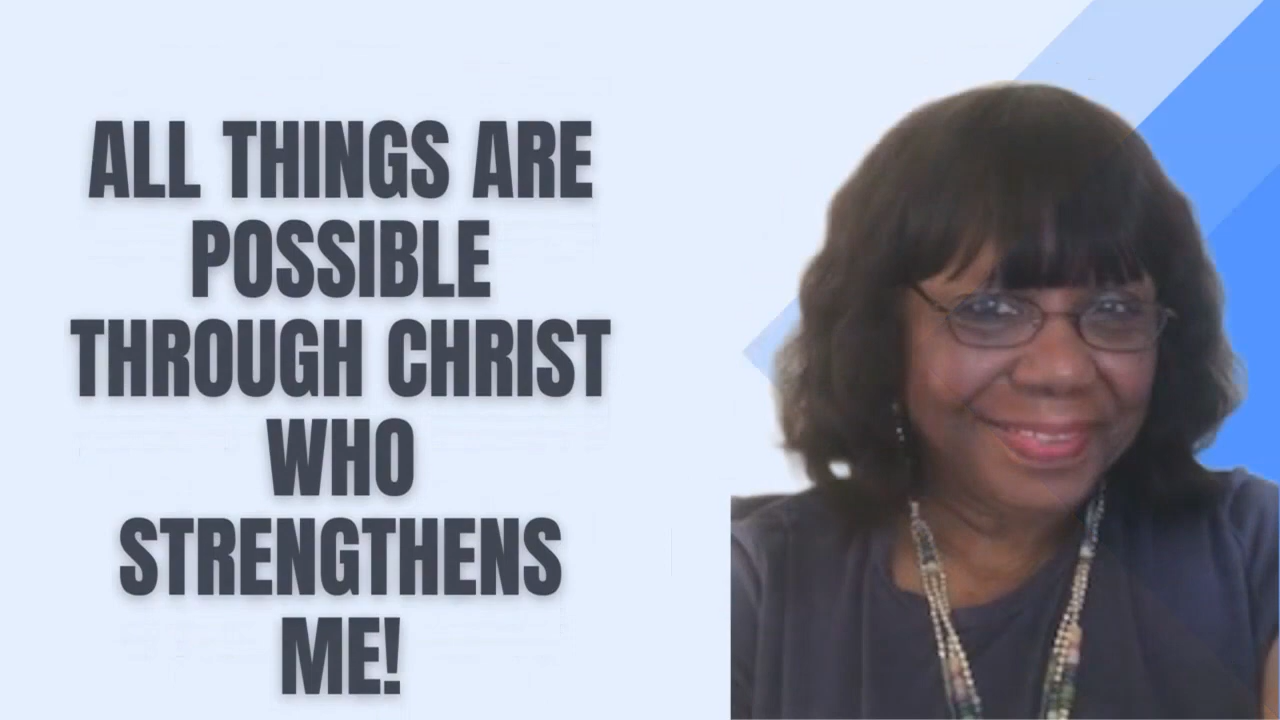 ALL THINGS ARE
POSSIBLE
THROUGH CHRIST
WHO
STRENGTHENS
ME!